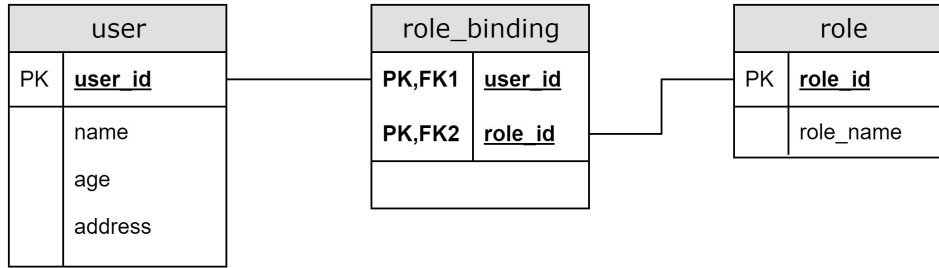 user
PK user_id
name
age
address
role_binding
PK,FK1 user_id
PK,FK2 role_id
role
PK role_id
role_name